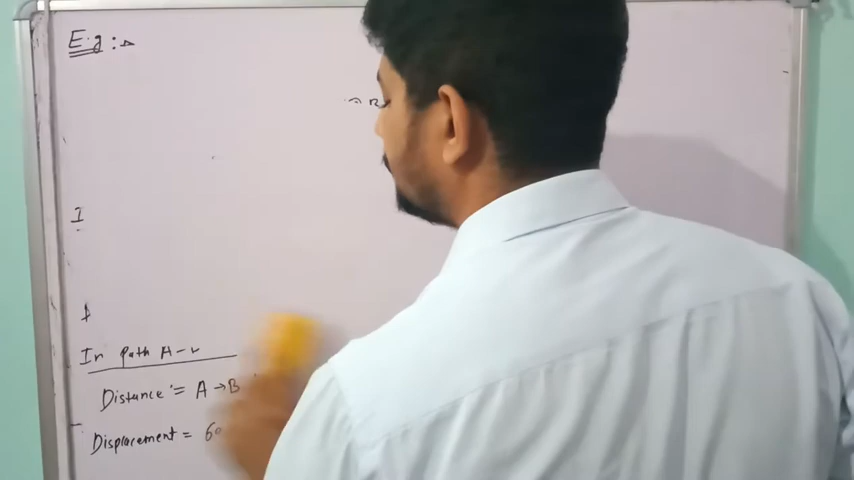 E.g :→
I
In Path A-
Distance = A → B
Displacement = 60